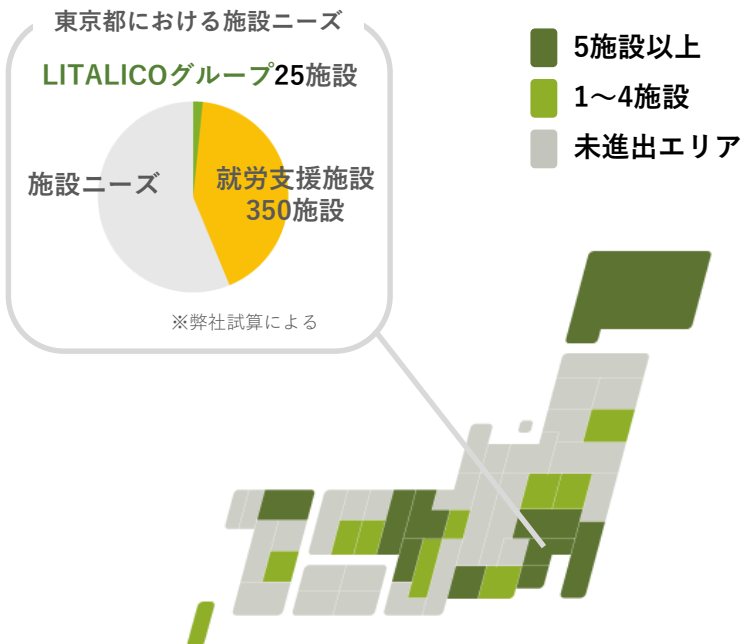 東京都における施設ニーズ
LITALICOグループ25施設
施設ニーズ
就労支援施設
350施設
※弊社試算による
5施設以上
1〜4施設
未進出エリア